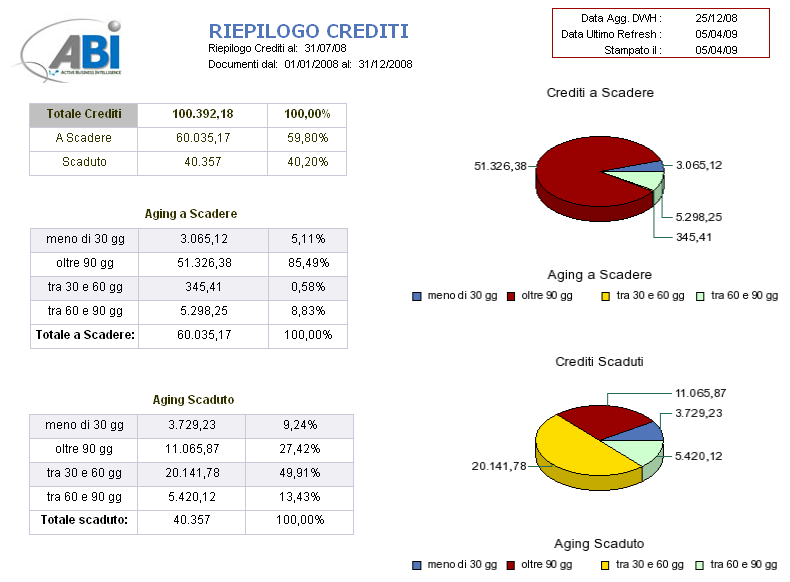 ABi
ACTIVE BUSINESS INTELLIGENCE
RIEPILOGO CREDITI
Riepilogo Crediti al: 31/07/08
Documenti dal: 01/01/2008 al: 31/12/2008
Data Agg. DWH : 25/12/08
Data Ultimo Refresh : 05/04/09
Stampato il : 05/04/09
Totale Crediti 100.392,18 100,00%
A Scadere 60.035,17 59,80%
Scaduto 40.357 40,20%
Aging a Scadere
meno di 30 gg 3.065,12 5,11%
oltre 90 gg 51.326,38 85,49%
tra 30 e 60 gg 345,41 0,58%
tra 60 e 90 gg 5.298,25 8,83%
Totale a Scadere: 60.035,17 100,00%
Aging Scaduto
meno di 30 gg 3.729,23 9,24%
oltre 90 gg 11.065,87 27,42%
tra 30 e 60 gg 20.141,78 49,91%
tra 60 e 90 gg 5.420,12 13,43%
Totale scaduto: 40.357 100,00%
Crediti a Scadere
51.326,38
3.065,12
5.298,25
345,41
Aging a Scadere
meno di 30 gg oltre 90 gg tra 30 e 60 gg tra 60 e 90 gg
Crediti Scaduti
11.065,87
3.729,23
20.141,78
5.420,12
Aging Scaduto
meno di 30 gg oltre 90 gg tra 30 e 60 gg tra 60 e 90 gg